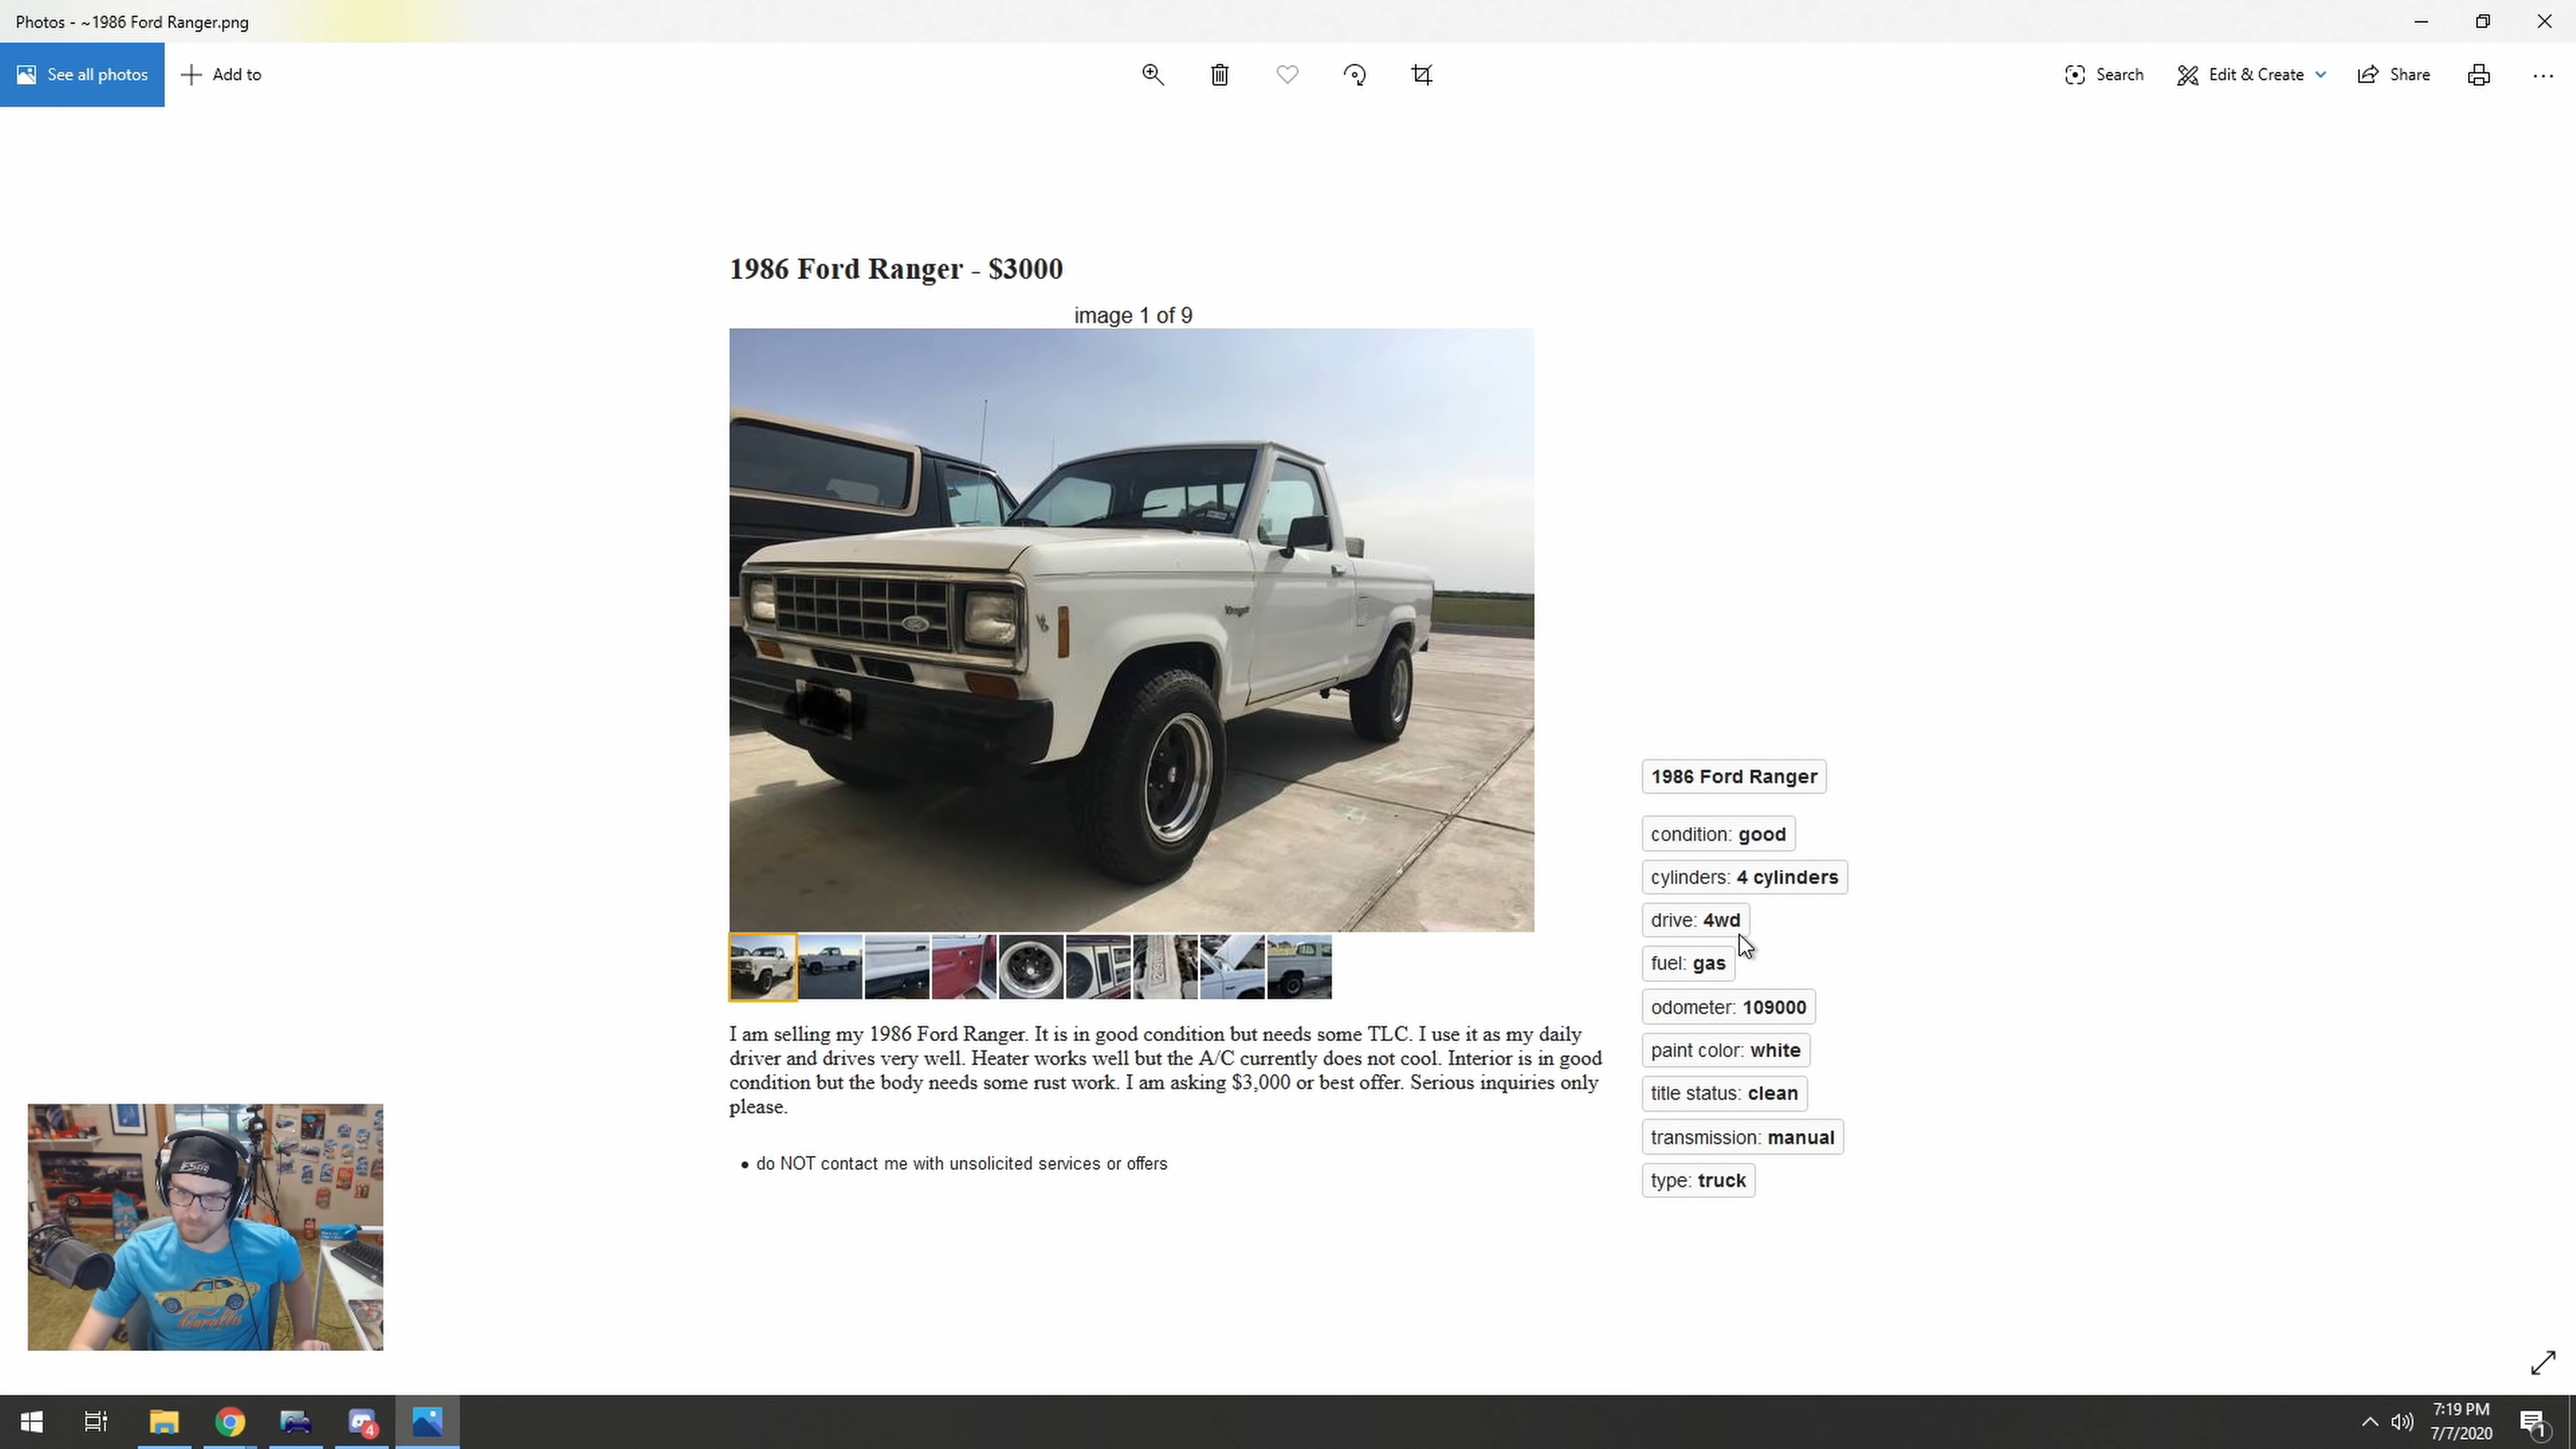 Photos - ~1986 Ford Ranger.png
See all photos
Add to
Search
Edit & Create
Share
1986 Ford Ranger - $3000
image 1 of 9
Ford
Ranger
1986 Ford Ranger
condition: good
cylinders: 4 cylinders
drive: 4wd
fuel: gas
odometer: 109000
paint color: white
title status: clean
transmission: manual
type: truck
I am selling my 1986 Ford Ranger. It is in good condition but needs some TLC. I use it as my daily
driver and drives very well. Heater works well but the A/C currently does not cool. Interior is in good
condition but the body needs some rust work. I am asking $3,000 or best offer. Serious inquiries only
please.
• do NOT contact me with unsolicited services or offers
Corolla
4
7:19 PM
7/7/2020
1